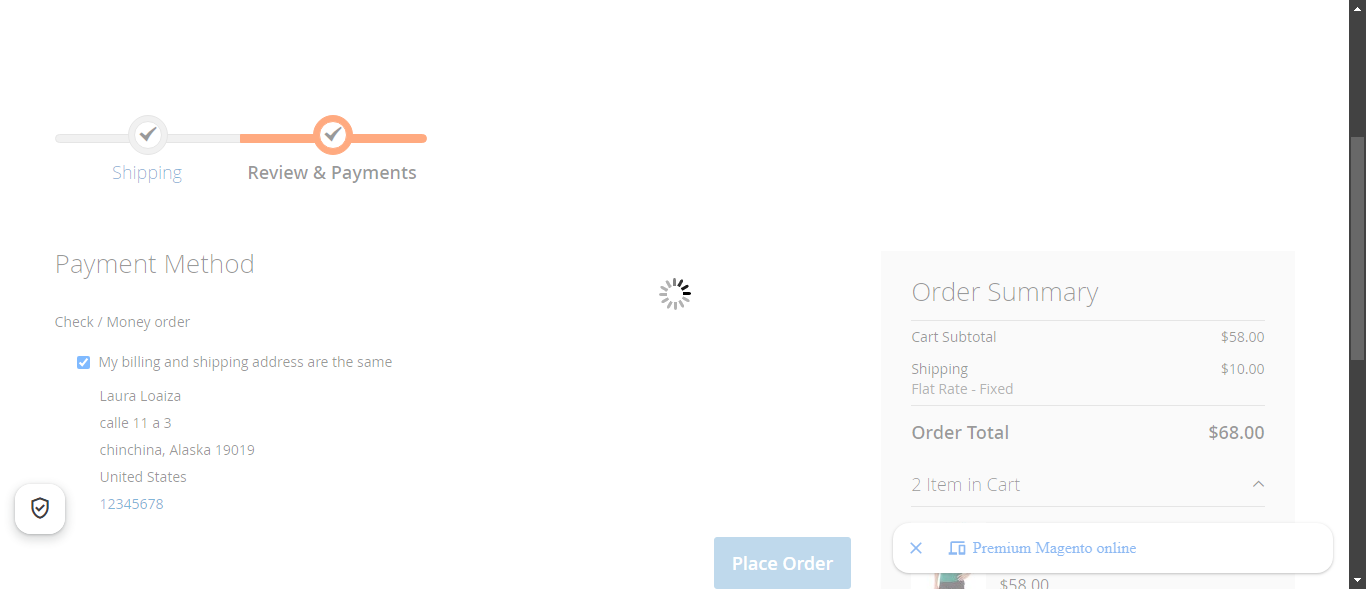 Shipping
Review & Payments
Payment Method
Check / Money order
My billing and shipping address are the same
Laura Loaiza
calle 11 a 3
chinchina, Alaska 19019
United States
12345678
Place Order
Order Summary
Cart Subtotal $58.00
Shipping $10.00
Flat Rate - Fixed
Order Total $68.00
2 Item in Cart
Premium Magento online
$58.00